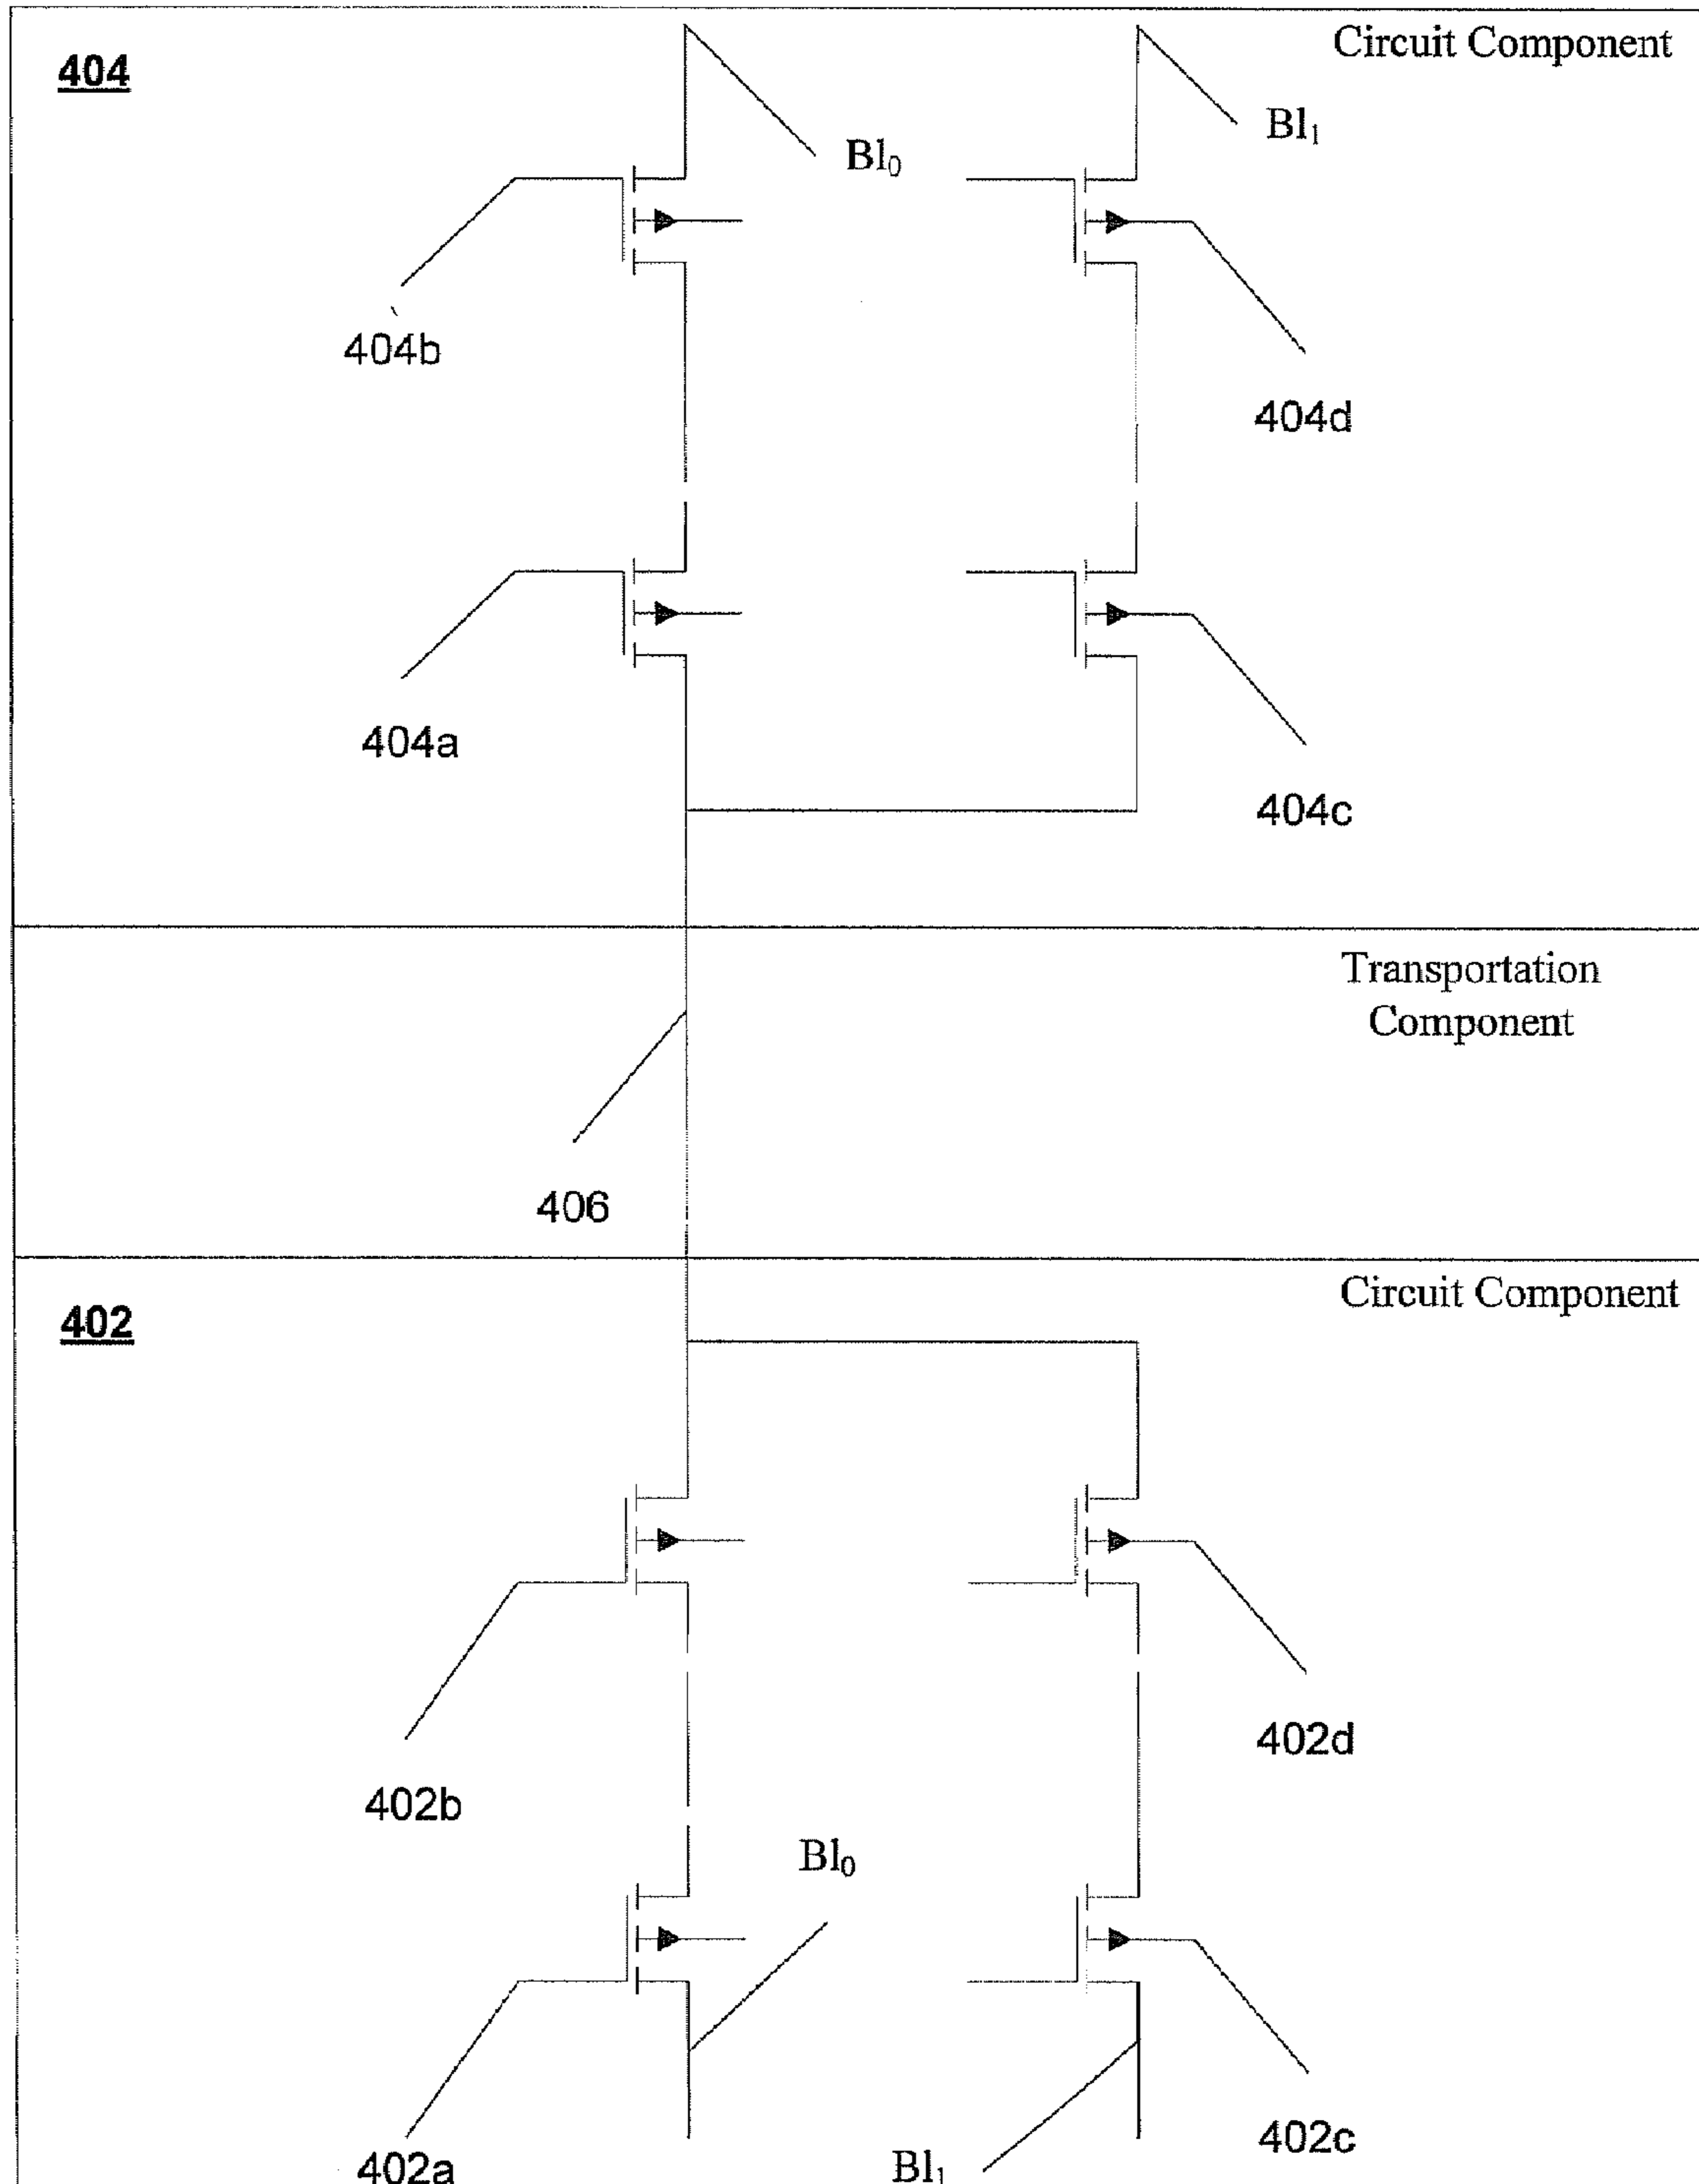 Circuit Component
404
Bl₁
Bl₀
404b
404d
404a
404c
Transportation
Component
406
Circuit Component
402
402d
402b
Bl₀
402c
402a
Bl₁